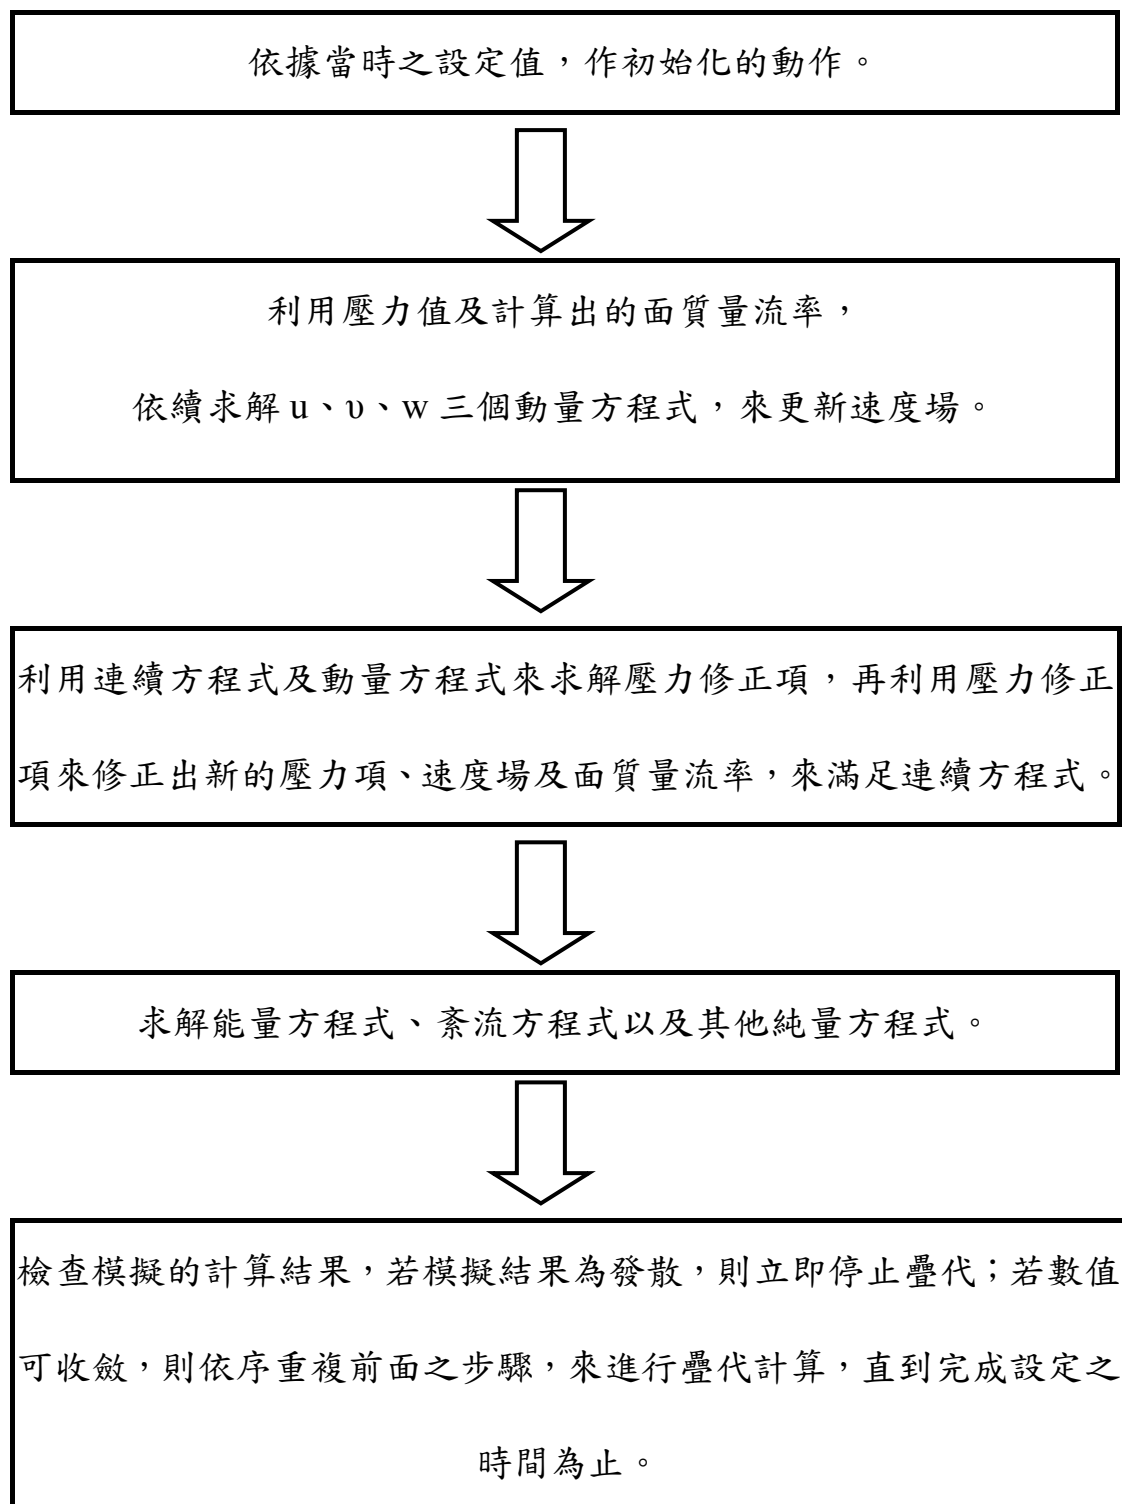 依據當時之設定值，作初始化的動作。
利用壓力值及計算出的面質量流率，
依續求解 u、υ、w 三個動量方程式，來更新速度場。
利用連續方程式及動量方程式來求解壓力修正項，再利用壓力修正
項來修正出新的壓力項、速度場及面質量流率，來滿足連續方程式。
求解能量方程式、紊流方程式以及其他純量方程式。
檢查模擬的計算結果，若模擬結果為發散，則立即停止疊代；若數值
可收斂，則依序重複前面之步驟，來進行疊代計算，直到完成設定之
時間為止。